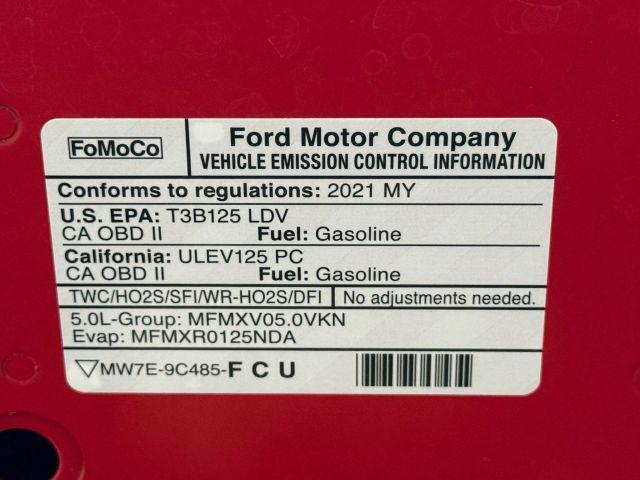 FoMoCo
Ford Motor Company
VEHICLE EMISSION CONTROL INFORMATION
Conforms to regulations: 2021 MY
U.S. EPA: T3B125 LDV
CA OBD II Fuel: Gasoline
California: ULEV125 PC
CA OBD II Fuel: Gasoline
TWC/HO2S/SFI/WR-HO2S/DFI No adjustments needed.
5.0L-Group: MFMXV05.0VKN
Evap: MFMXR0125NDA
MW7E-9C485-F C U